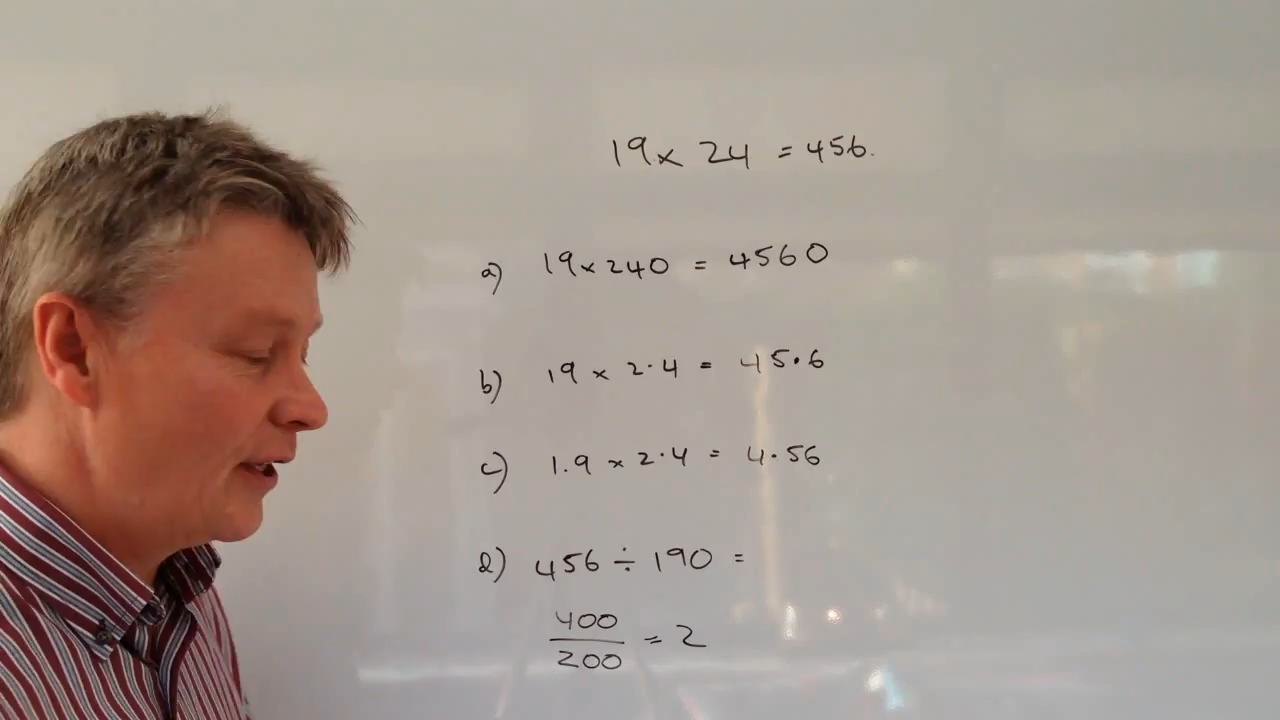 19 × 24 = 456.
a) 19 × 240 = 4560
b) 19 × 2·4 = 45·6
c) 1.9 × 2·4 = 4·56
d) 456 ÷ 190 =
400
200 = 2